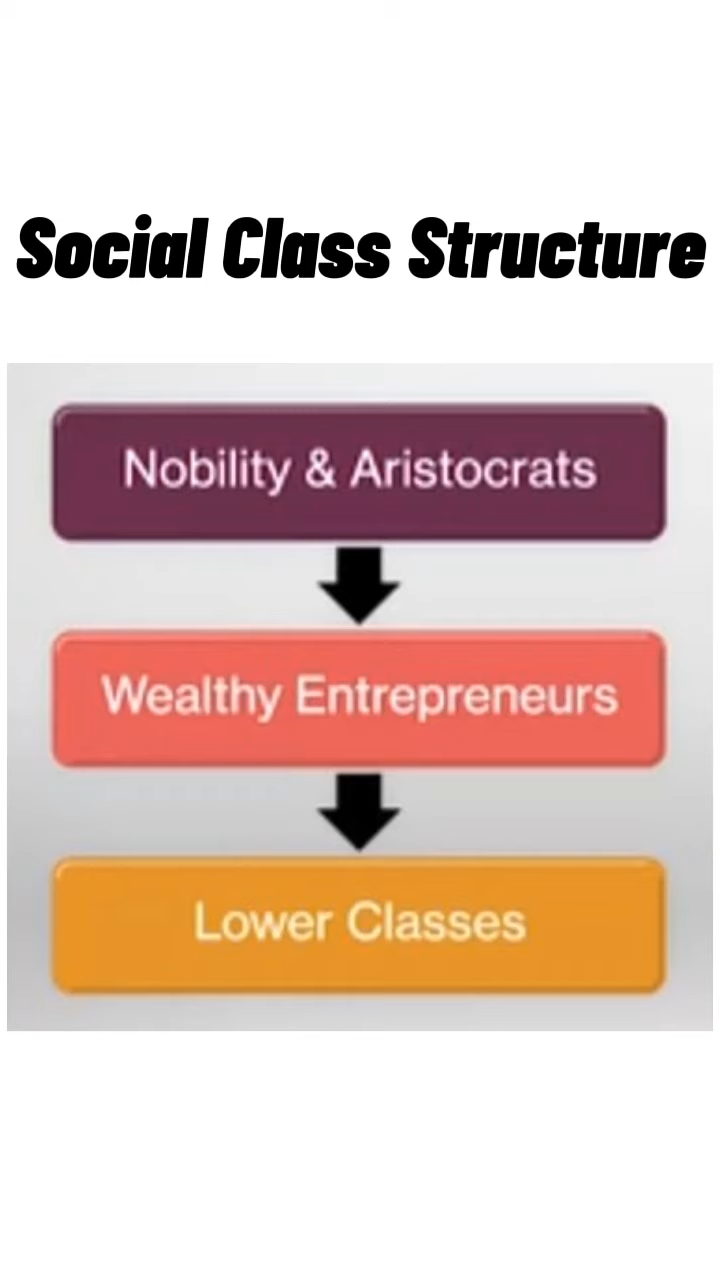 Social Class Structure
Nobility & Aristocrats
Wealthy Entrepreneurs
Lower Classes